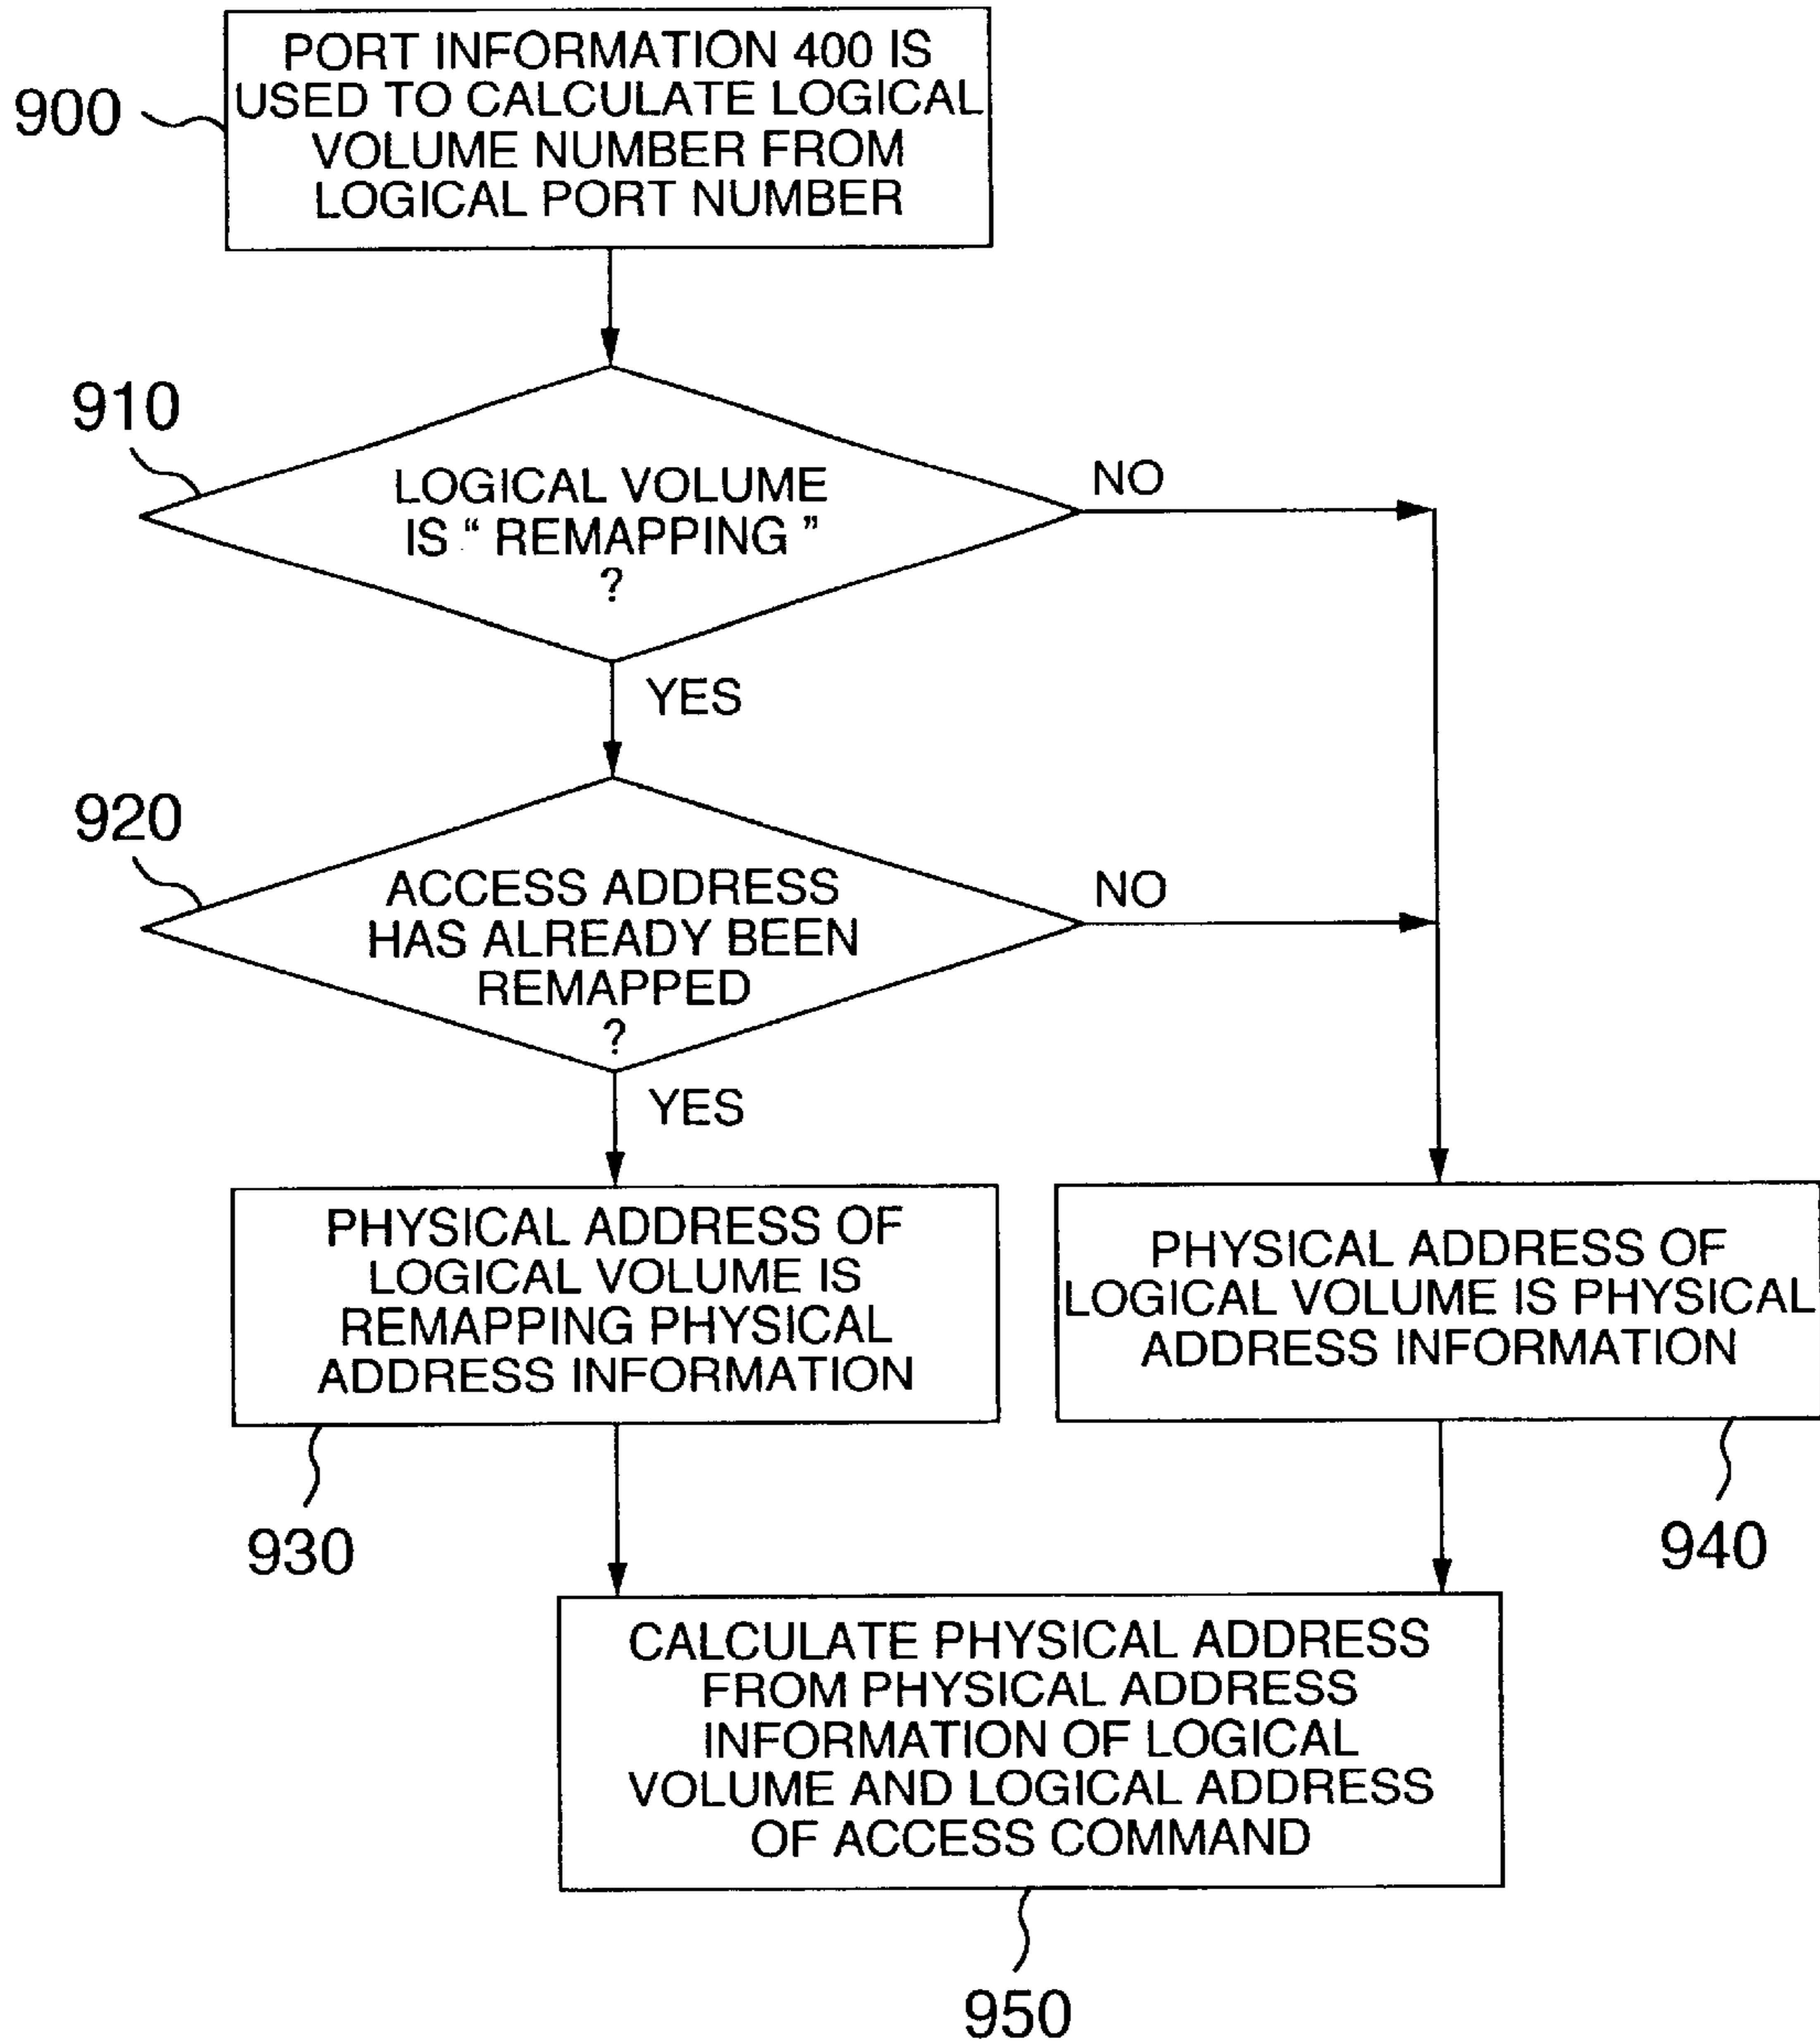 900
PORT INFORMATION 400 IS
USED TO CALCULATE LOGICAL
VOLUME NUMBER FROM
LOGICAL PORT NUMBER
910
LOGICAL VOLUME
IS “ REMAPPING ”
?
NO
YES
920
ACCESS ADDRESS
HAS ALREADY BEEN
REMAPPED
?
NO
YES
PHYSICAL ADDRESS OF
LOGICAL VOLUME IS
REMAPPING PHYSICAL
ADDRESS INFORMATION
930
PHYSICAL ADDRESS OF
LOGICAL VOLUME IS PHYSICAL
ADDRESS INFORMATION
940
CALCULATE PHYSICAL ADDRESS
FROM PHYSICAL ADDRESS
INFORMATION OF LOGICAL
VOLUME AND LOGICAL ADDRESS
OF ACCESS COMMAND
950